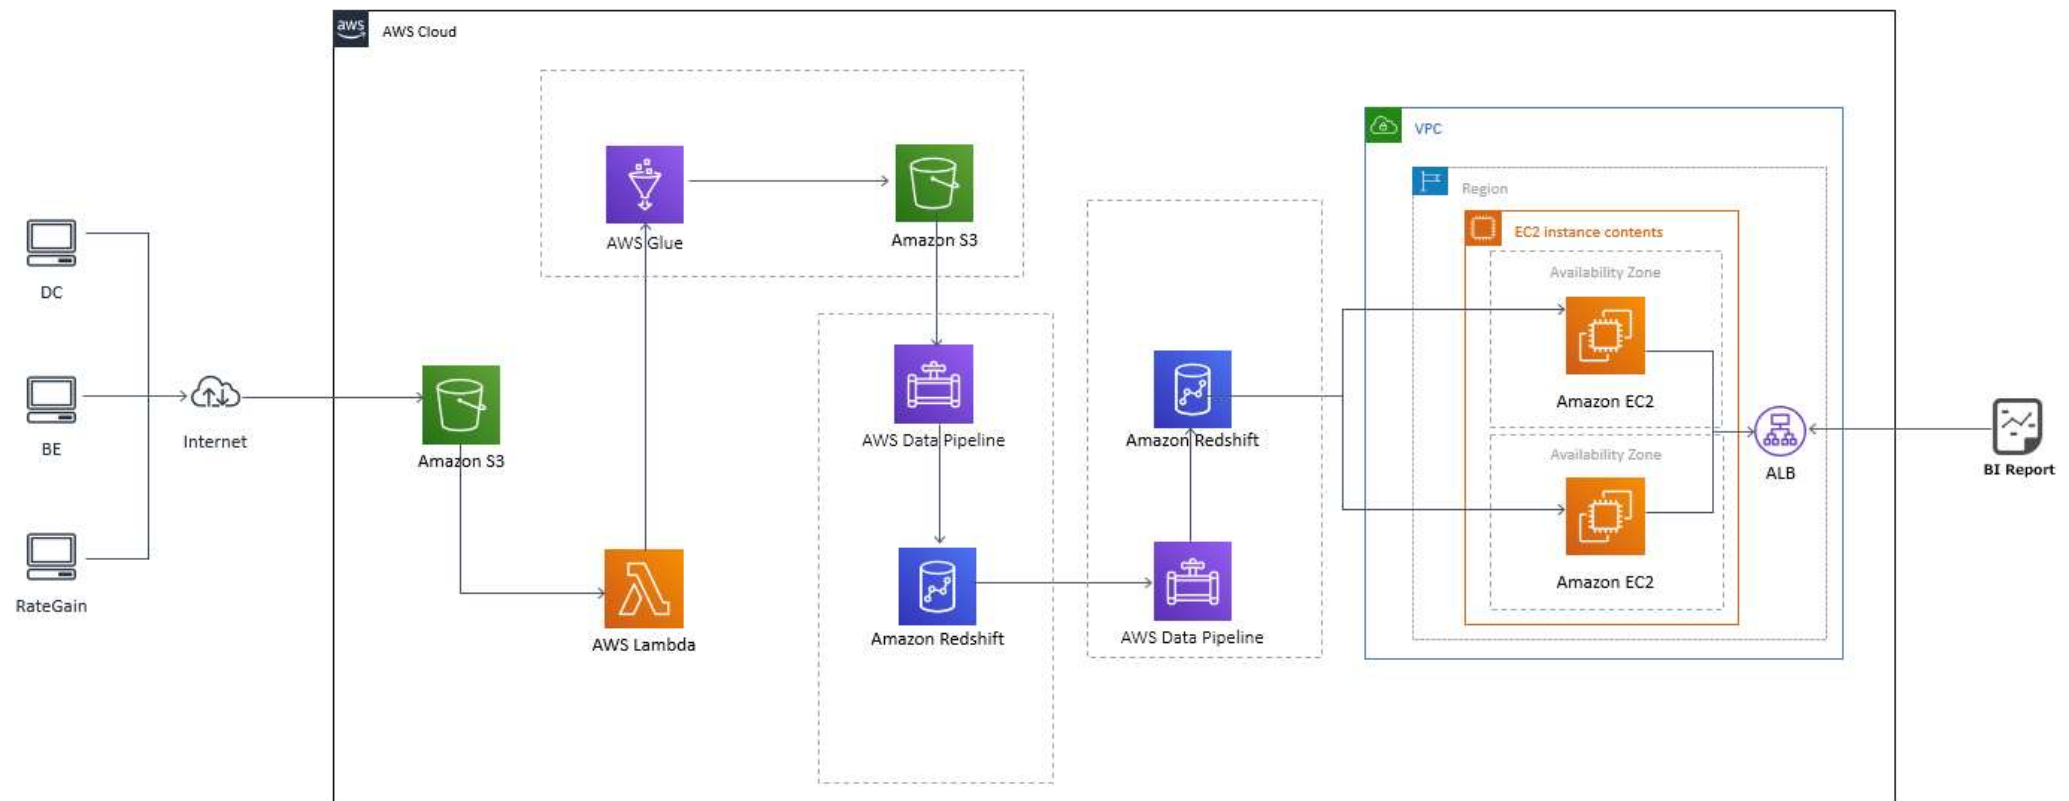 aws
AWS Cloud
VPC
Region
EC2 instance contents
Availability Zone
Amazon EC2
Availability Zone
Amazon EC2
ALB
BI Report
AWS Glue
Amazon S3
DC
BE
RateGain
Internet
Amazon S3
AWS Lambda
AWS Data Pipeline
Amazon Redshift
Amazon Redshift
AWS Data Pipeline